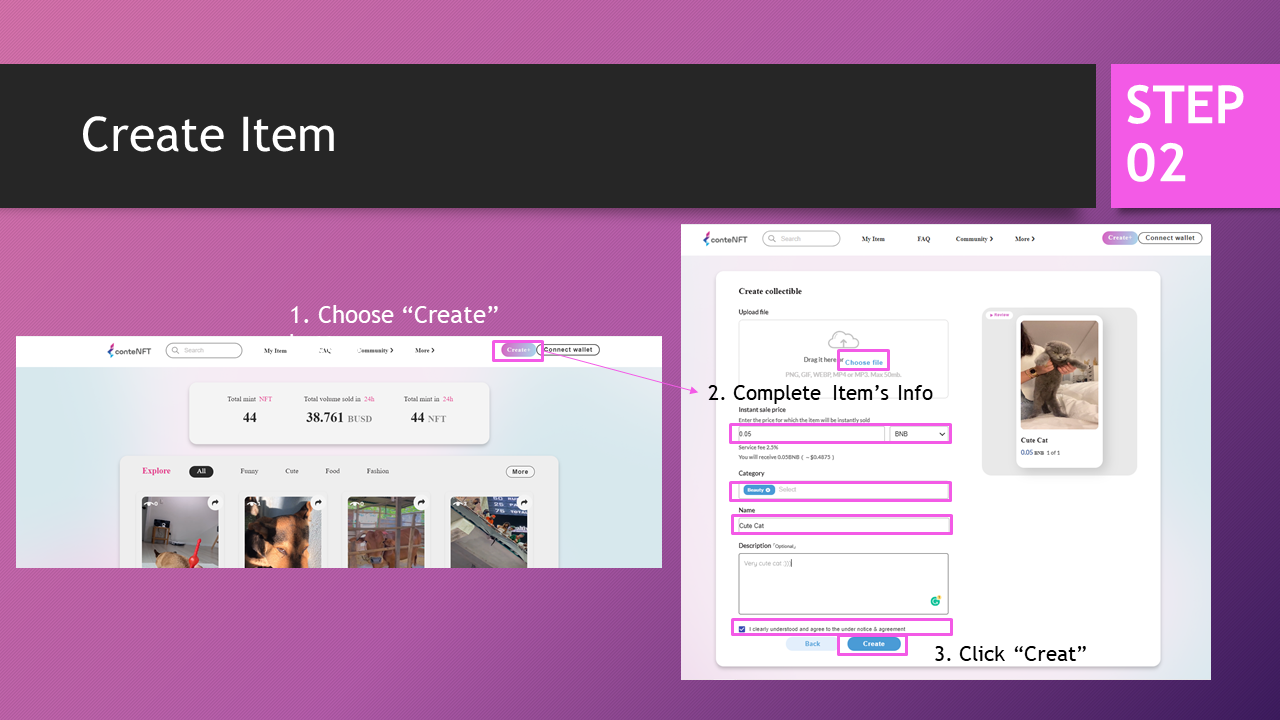 Create Item
STEP
02
1. Choose “Create”
conteNFT
Search
My Item
Community
More
Create+
Connect wallet
Total mint NFT
44
Total volume sold in 24h
38.761 BUSD
Total mint in 24h
44 NFT
Explore
All
Funny
Cute
Food
Fashion
More
conteNFT
Search
My Item
FAQ
Community
More
Create+
Connect wallet
Create collectible
Upload file
Drag it here or Choose file
PNG, GIF, WEBP, MP4 or MP3. Max 50mb.
2. Complete Item’s Info
Instant sale price
Enter the price for which the item will be instantly sold
0.05
BNB
Service fee 2,5%
You will receive 0.05BNB ( ~$0.4875 )
Category
Beauty
Select
Name
Cute Cat
Description 「Optional」
Very cute cat :))
I clearly understood and agree to the under notice & agreement
Back
Create
3. Click “Creat”
Review
Cute Cat
0.05 BNB 1 of 1